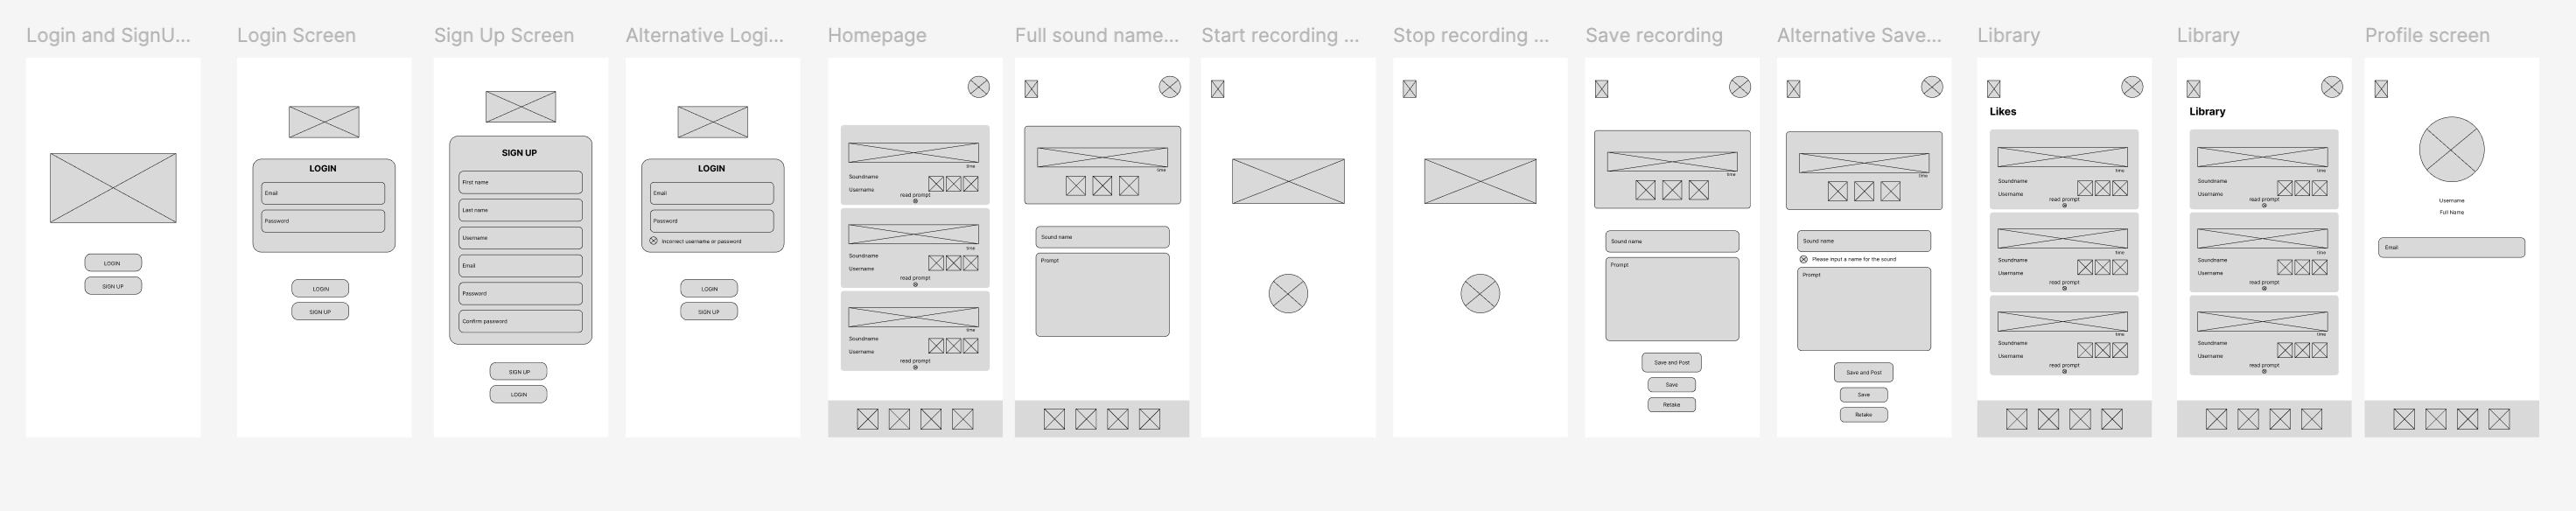 Login and SignU...
LOGIN
SIGN UP
Login Screen
LOGIN
Email
Password
LOGIN
SIGN UP
Sign Up Screen
SIGN UP
First name
Last name
Username
Email
Password
Confirm password
SIGN UP
LOGIN
Alternative Logi...
LOGIN
Email
Password
Incorrect username or password
LOGIN
SIGN UP
Homepage
time
Soundname
Username
read prompt
time
Soundname
Username
read prompt
time
Soundname
Username
read prompt
Full sound name...
time
Sound name
Prompt
Start recording ...
Stop recording ...
Save recording
time
Sound name
Prompt
Save and Post
Save
Retake
Alternative Save...
time
Sound name
Please input a name for the sound
Prompt
Save and Post
Save
Retake
Library
Likes
time
Soundname
Username
read prompt
time
Soundname
Username
read prompt
time
Soundname
Username
read prompt
Library
Library
time
Soundname
Username
read prompt
time
Soundname
Username
read prompt
time
Soundname
Username
read prompt
Profile screen
Username
Full Name
Email